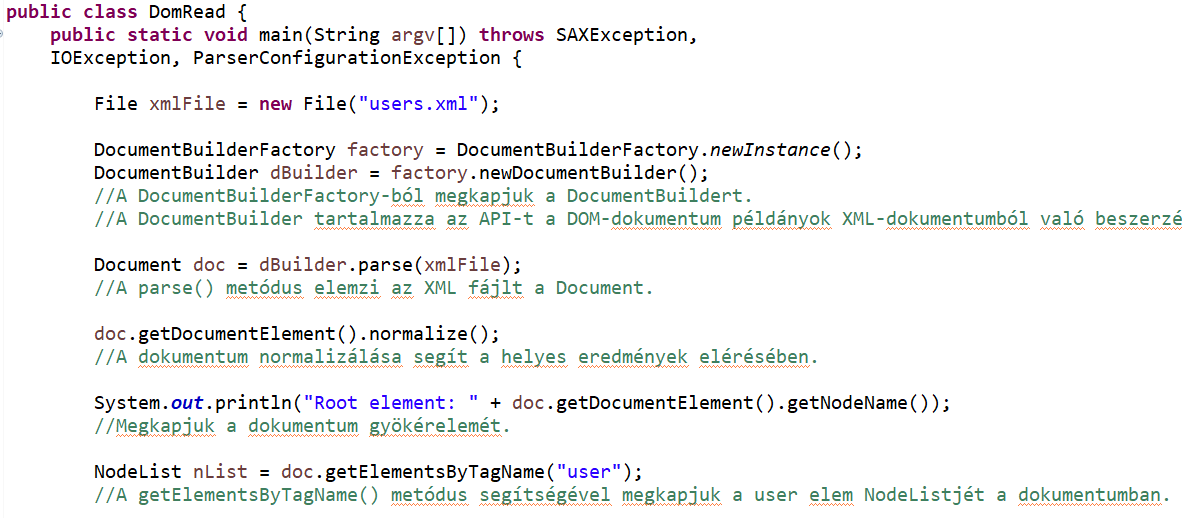 public class DomRead {
public static void main(String argv[]) throws SAXException,
IOException, ParserConfigurationException {
File xmlFile = new File("users.xml");
DocumentBuilderFactory factory = DocumentBuilderFactory.newInstance();
DocumentBuilder dBuilder = factory.newDocumentBuilder();
//A DocumentBuilderFactory-ból megkapjuk a DocumentBuildert.
//A DocumentBuilder tartalmazza az API-t a DOM-dokumentum példányok XML-dokumentumból való beszerzé
Document doc = dBuilder.parse(xmlFile);
//A parse() metódus elemzi az XML fájlt a Document.
doc.getDocumentElement().normalize();
//A dokumentum normalizálása segít a helyes eredmények elérésében.
System.out.println("Root element: " + doc.getDocumentElement().getNodeName());
//Megkapjuk a dokumentum gyökérelemét.
NodeList nList = doc.getElementsByTagName("user");
//A getElementsByTagName() metódus segítségével megkapjuk a user elem NodeListjét a dokumentumban.